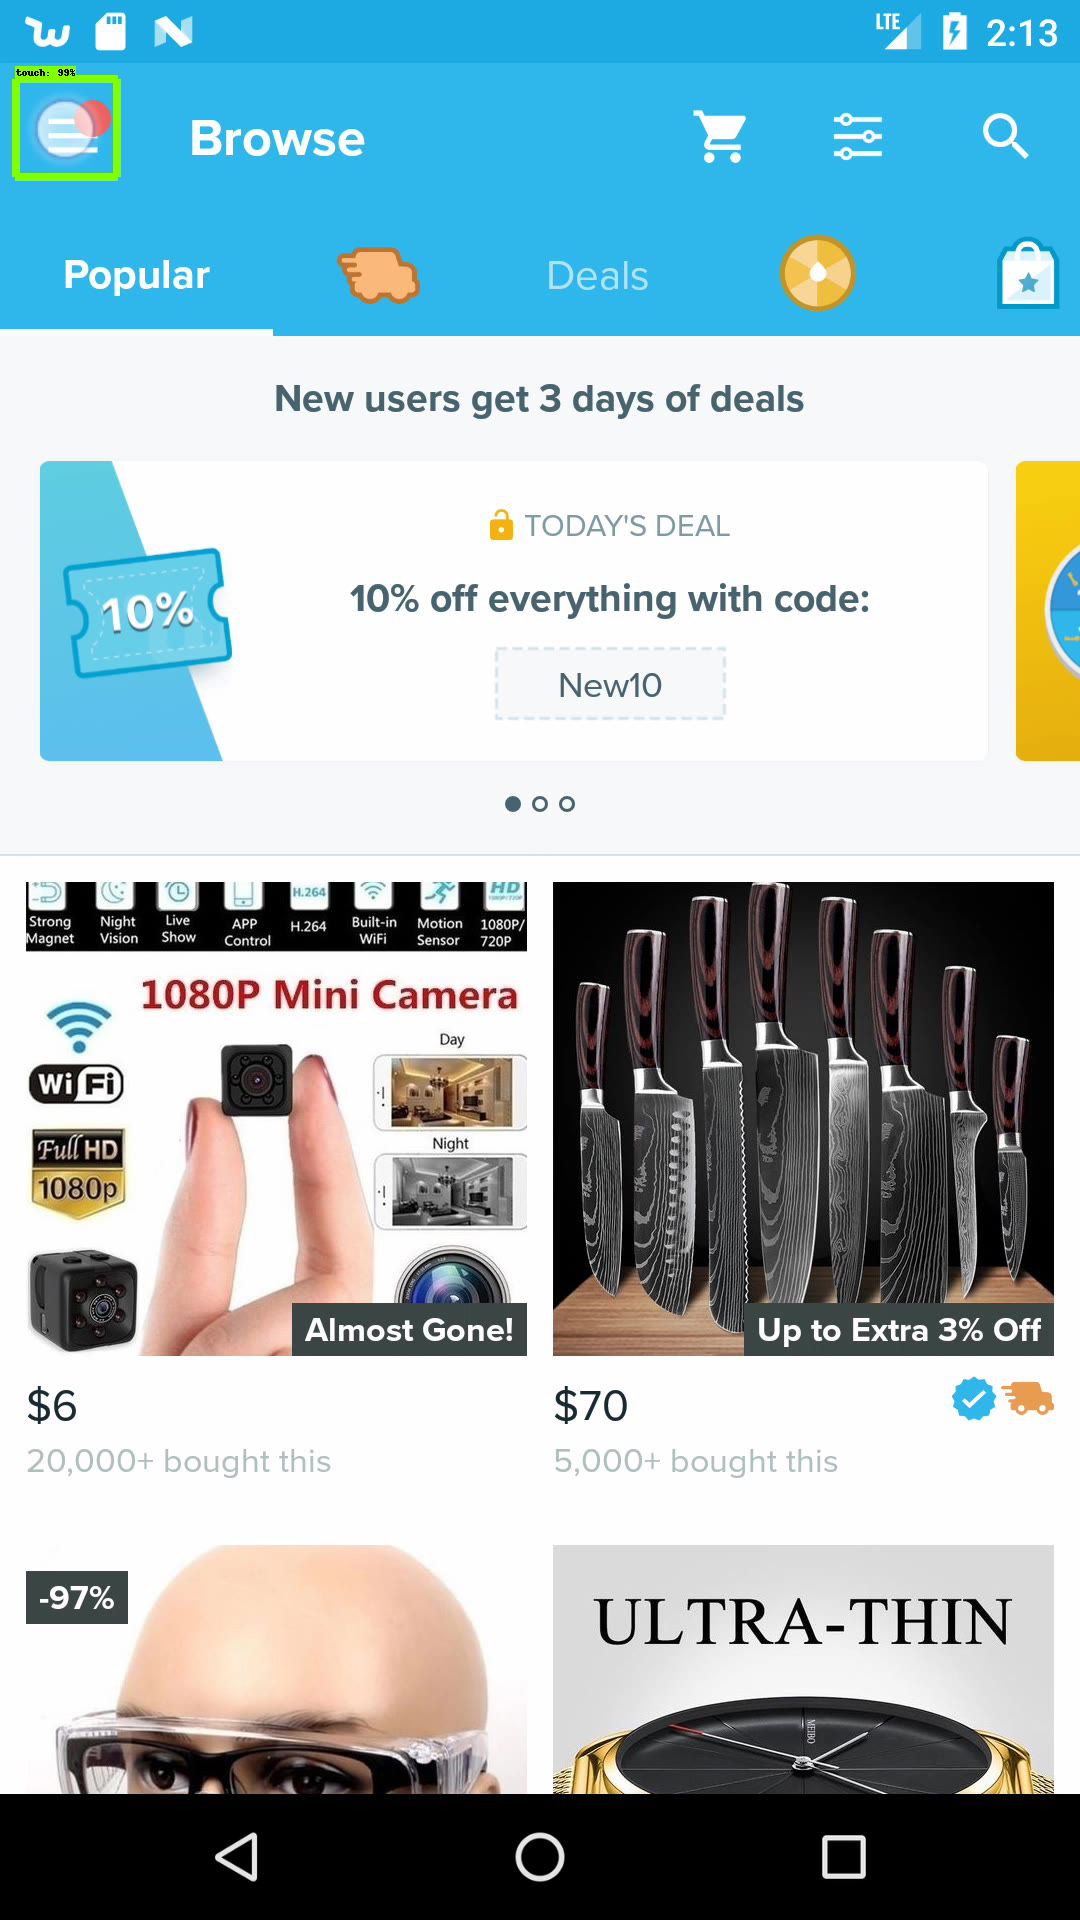 LTE 2:13
touch: 99%
Browse
Popular
Deals
New users get 3 days of deals
TODAY'S DEAL
10%
10% off everything with code:
New10
H.264
HD
1080P/720P
Strong Magnet
Night Vision
Live Show
APP Control
H.264
Built-in WiFi
Motion Sensor
1080P/720P
1080P Mini Camera
Day
WiFi
Night
Full HD
1080p
Almost Gone!
Up to Extra 3% Off
$6
$70
20,000+ bought this
5,000+ bought this
-97%
ULTRA-THIN
MEIBO